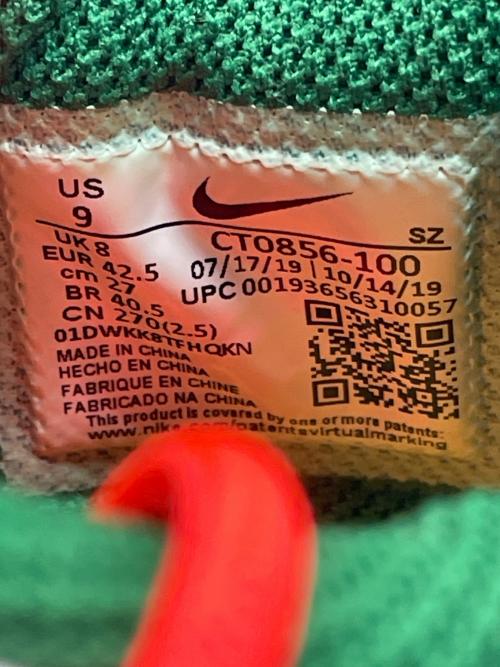 US
9
SZ
UK 8
CT0856-100
EUR 42.5
07/17/19 | 10/14/19
cm 27
UPC 00193656310057
BR 40.5
CN 270(2.5)
MADE IN CHINA
HECHO EN CHINA
FABRIQUE EN CHINE
FABRICADO NA CHINA
This product is covered by one or more patents: